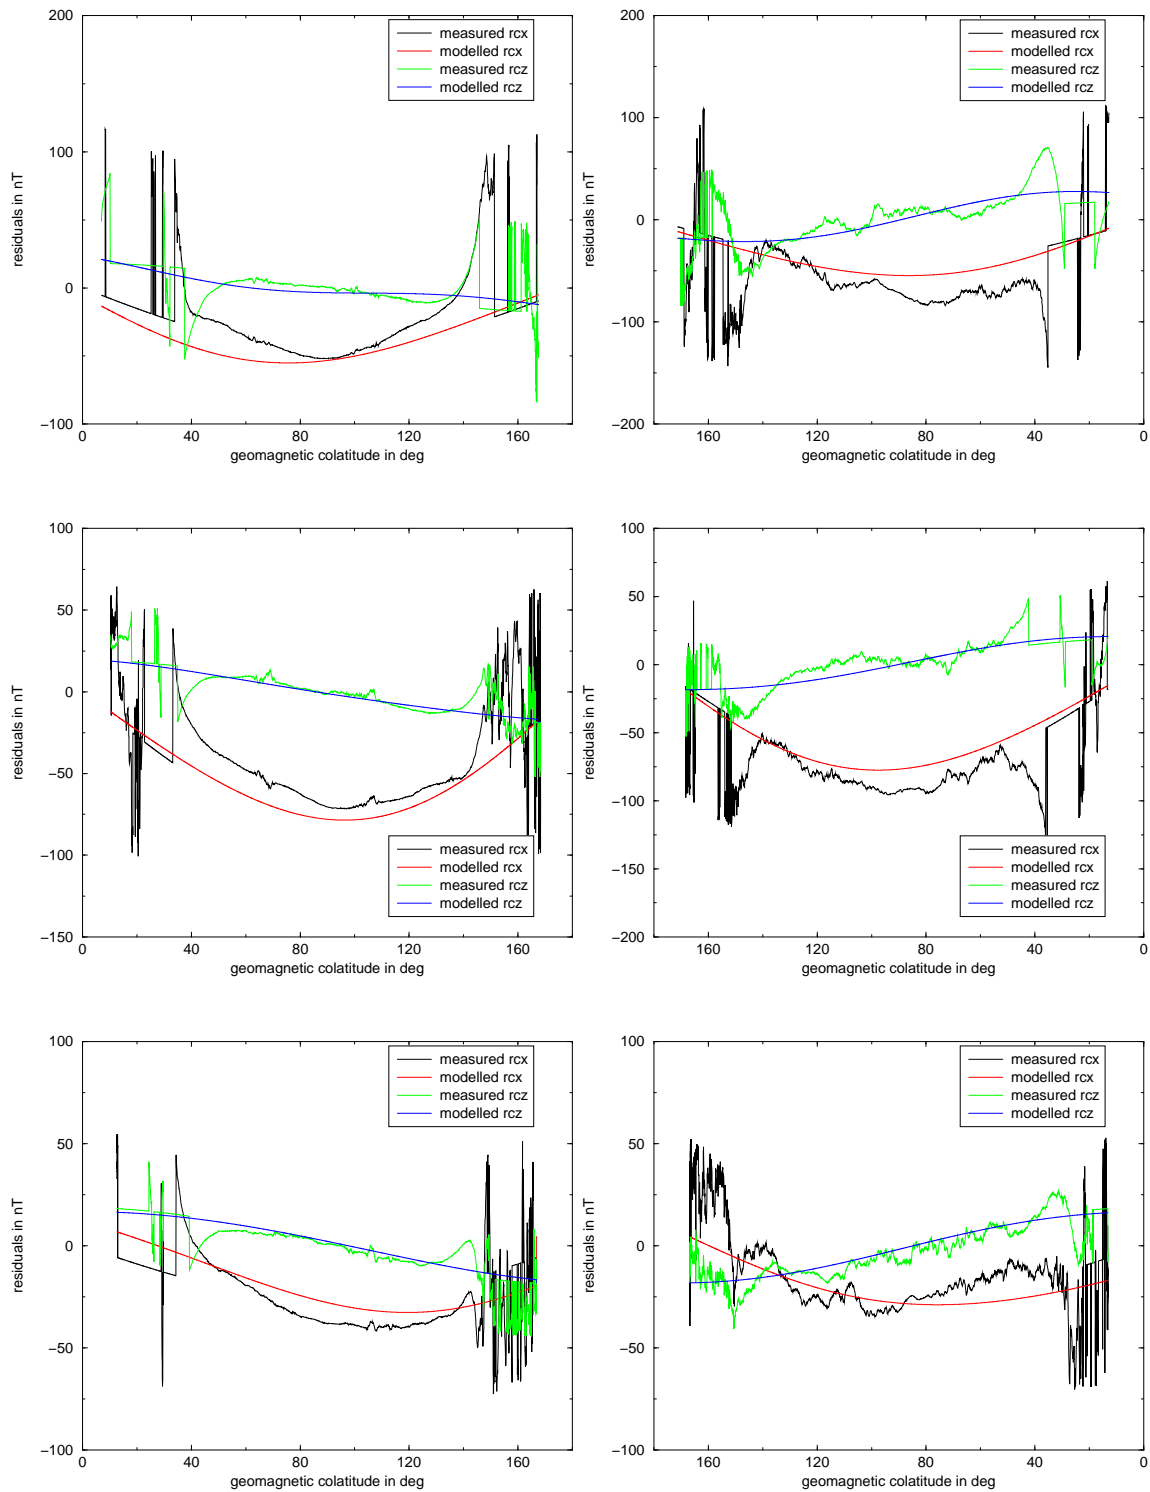 200
100
0
−100
residuals in nT
measured rcx
modelled rcx
measured rcz
modelled rcz
0 40 80 120 160
geomagnetic colatitude in deg
200
100
0
−100
−200
residuals in nT
measured rcx
modelled rcx
measured rcz
modelled rcz
160 120 80 40 0
geomagnetic colatitude in deg
100
50
0
−50
−100
−150
residuals in nT
measured rcx
modelled rcx
measured rcz
modelled rcz
0 40 80 120 160
geomagnetic colatitude in deg
100
50
0
−50
−100
−150
−200
residuals in nT
measured rcx
modelled rcx
measured rcz
modelled rcz
160 120 80 40 0
geomagnetic colatitude in deg
100
50
0
−50
−100
residuals in nT
measured rcx
modelled rcx
measured rcz
modelled rcz
0 40 80 120 160
geomagnetic colatitude in deg
100
50
0
−50
−100
residuals in nT
measured rcx
modelled rcx
measured rcz
modelled rcz
160 120 80 40 0
geomagnetic colatitude in deg